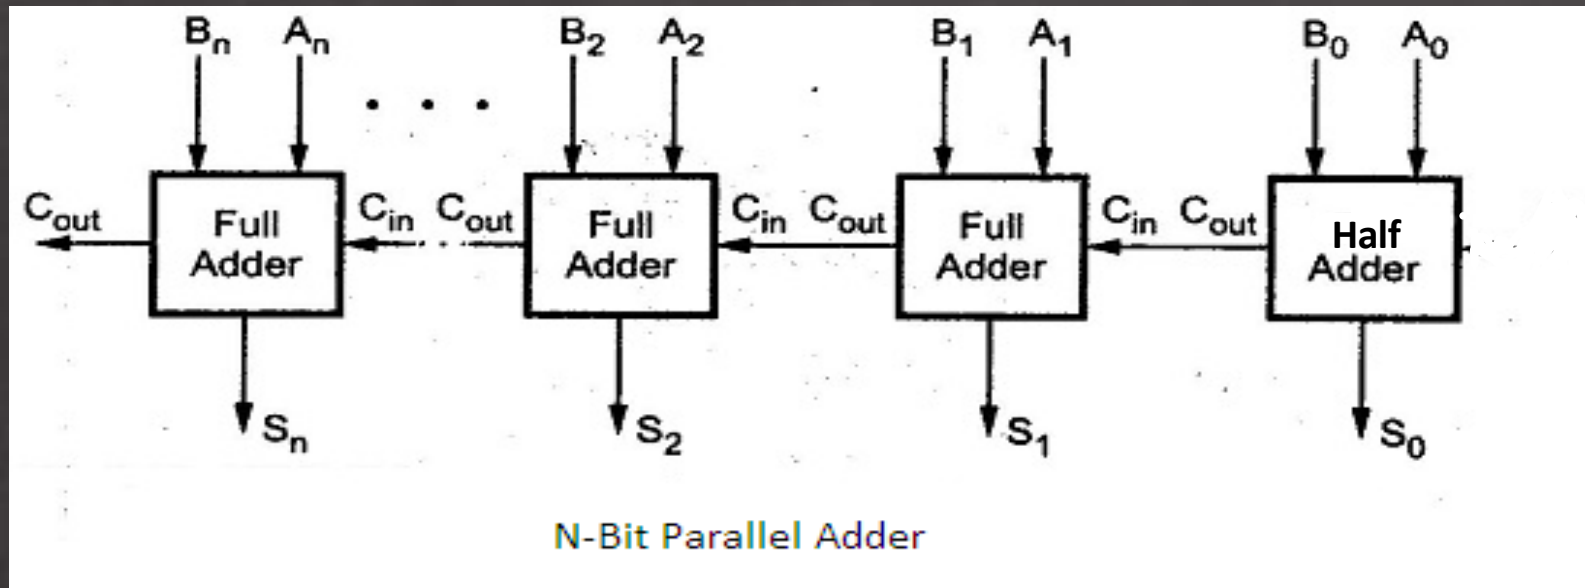 Bₙ Aₙ B₂ A₂ B₁ A₁ B₀ A₀
. . .
Cout Full Adder Cin Cout Full Adder Cin Cout Full Adder Cin Cout Half Adder
Sₙ S₂ S₁ S₀
N-Bit Parallel Adder